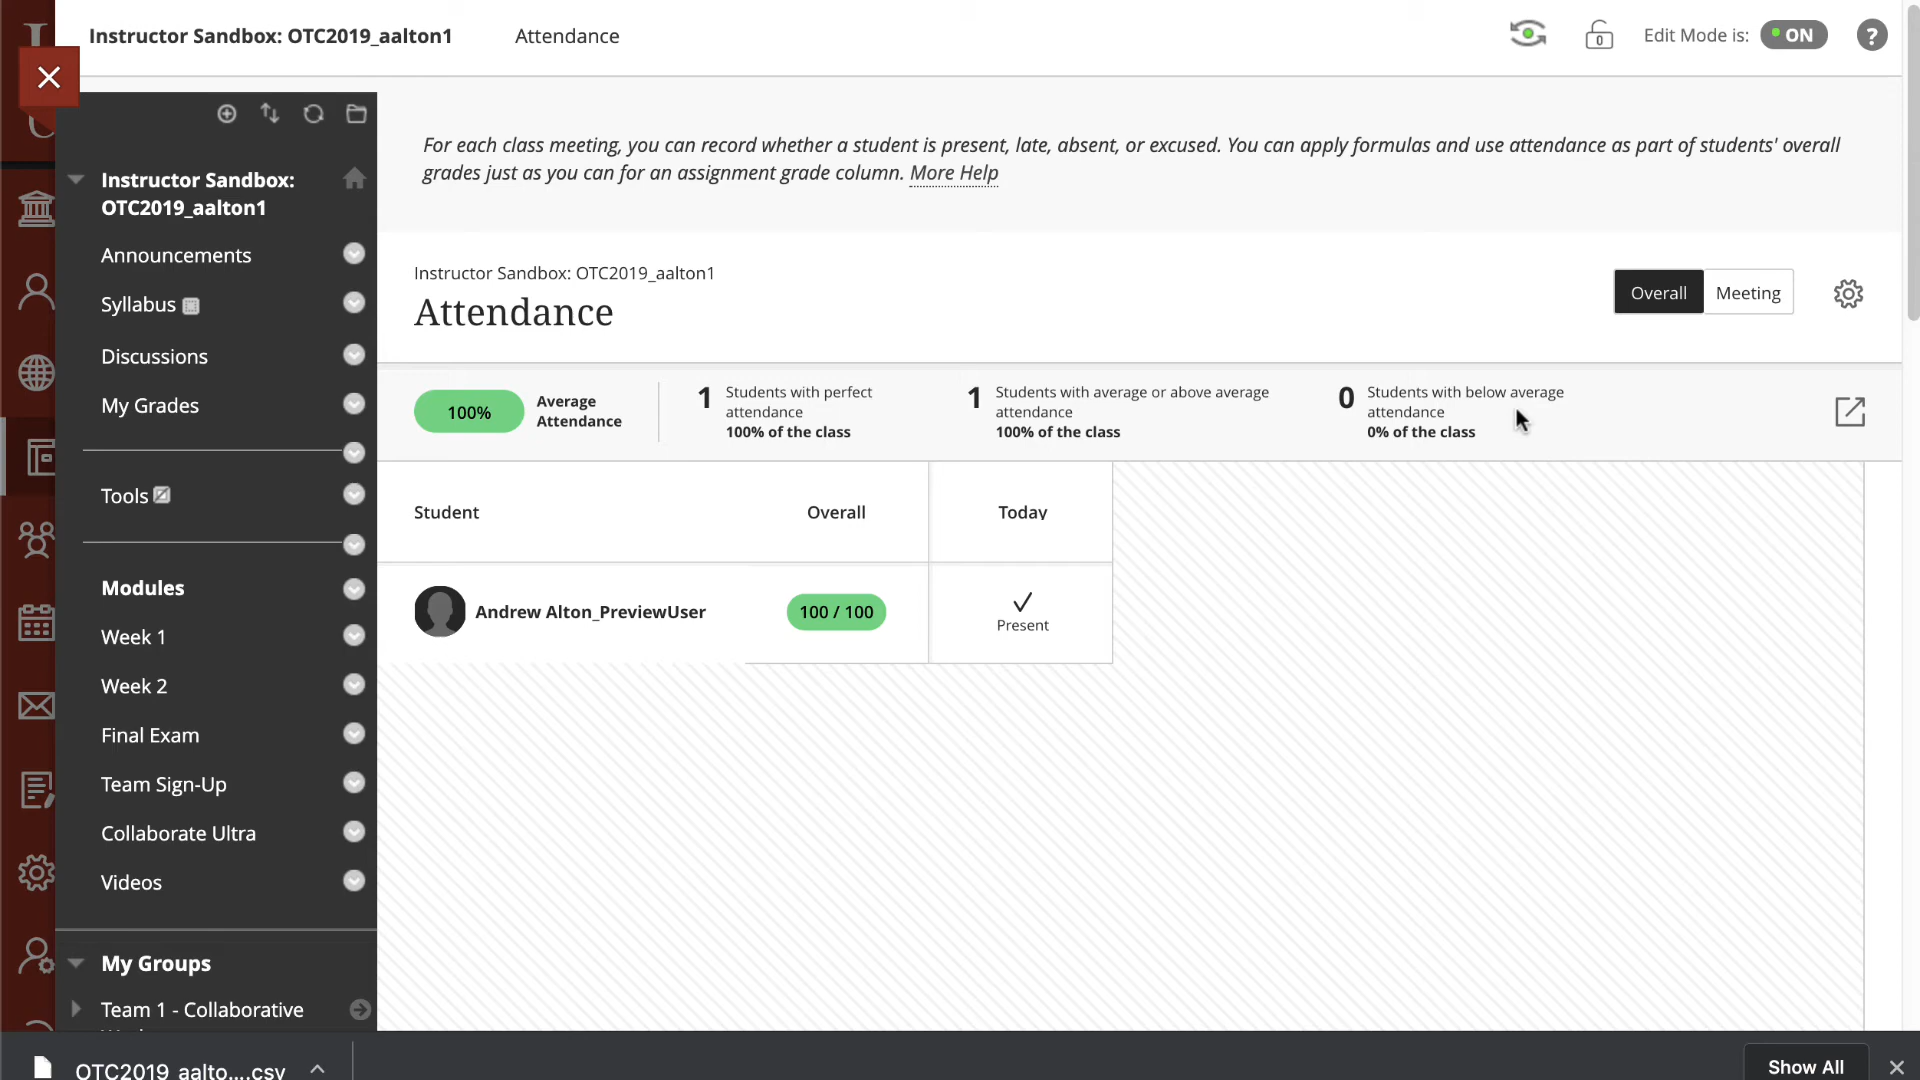 Instructor Sandbox: OTC2019_aalton1
Attendance
0
Edit Mode is:
ON
?
For each class meeting, you can record whether a student is present, late, absent, or excused. You can apply formulas and use attendance as part of students' overall
grades just as you can for an assignment grade column. More Help
Instructor Sandbox:
OTC2019_aalton1
Announcements
Syllabus
Discussions
My Grades
Tools
Modules
Week 1
Week 2
Final Exam
Team Sign-Up
Collaborate Ultra
Videos
My Groups
Team 1 - Collaborative
Instructor Sandbox: OTC2019_aalton1
Attendance
Overall
Meeting
100%
Average
Attendance
1
Students with perfect
attendance
100% of the class
1
Students with average or above average
attendance
100% of the class
0
Students with below average
attendance
0% of the class
Student
Overall
Today
Andrew Alton_PreviewUser
100 / 100
Present
OTC2019_aalto....csv
Show All